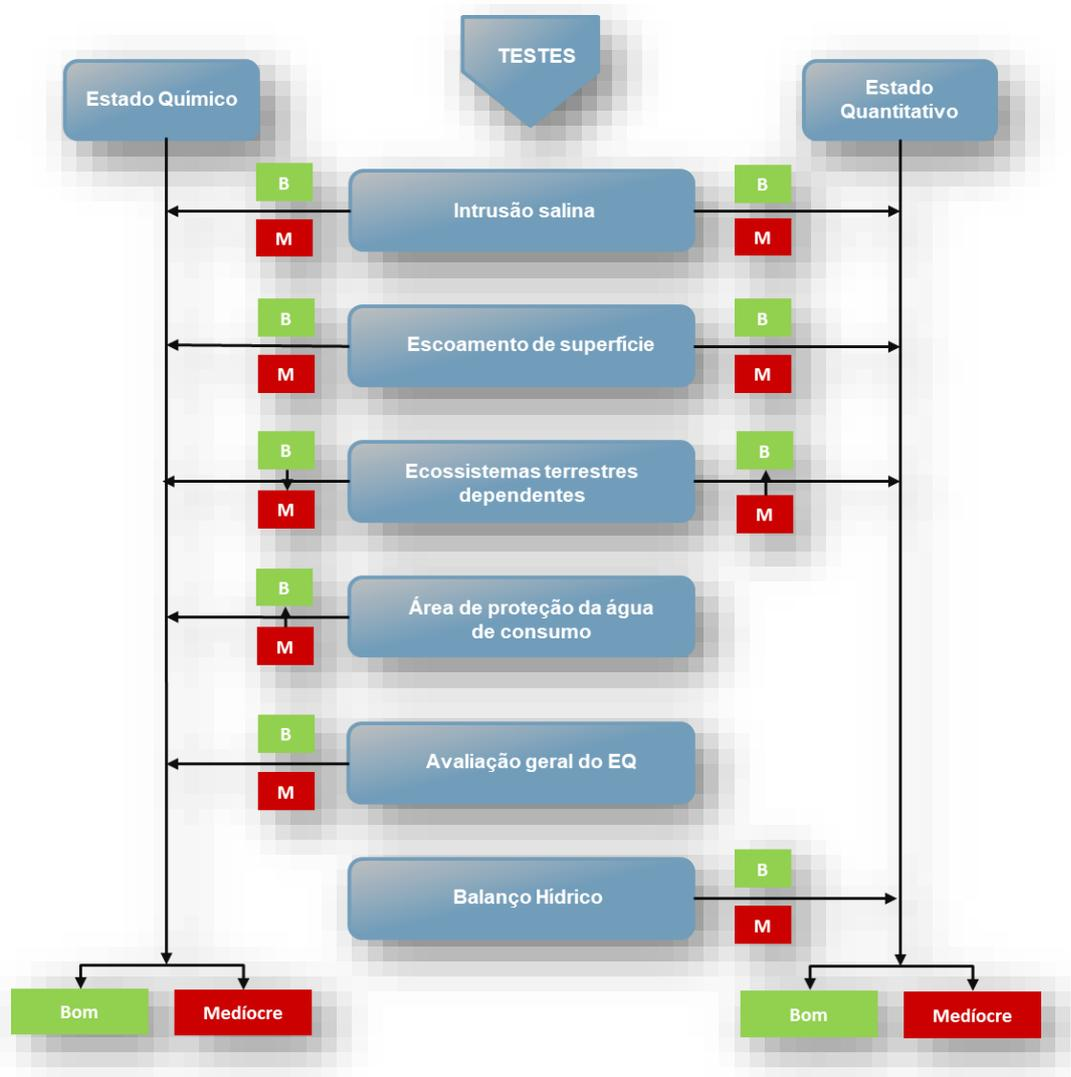 TESTES
Estado Químico
Estado
Quantitativo
B
B
Intrusão salina
M
M
B
B
Escoamento de superfície
M
M
B
B
Ecossistemas terrestres
dependentes
M
M
B
Área de proteção da água
de consumo
M
B
Avaliação geral do EQ
M
B
Balanço Hídrico
M
Bom
Medíocre
Bom
Medíocre